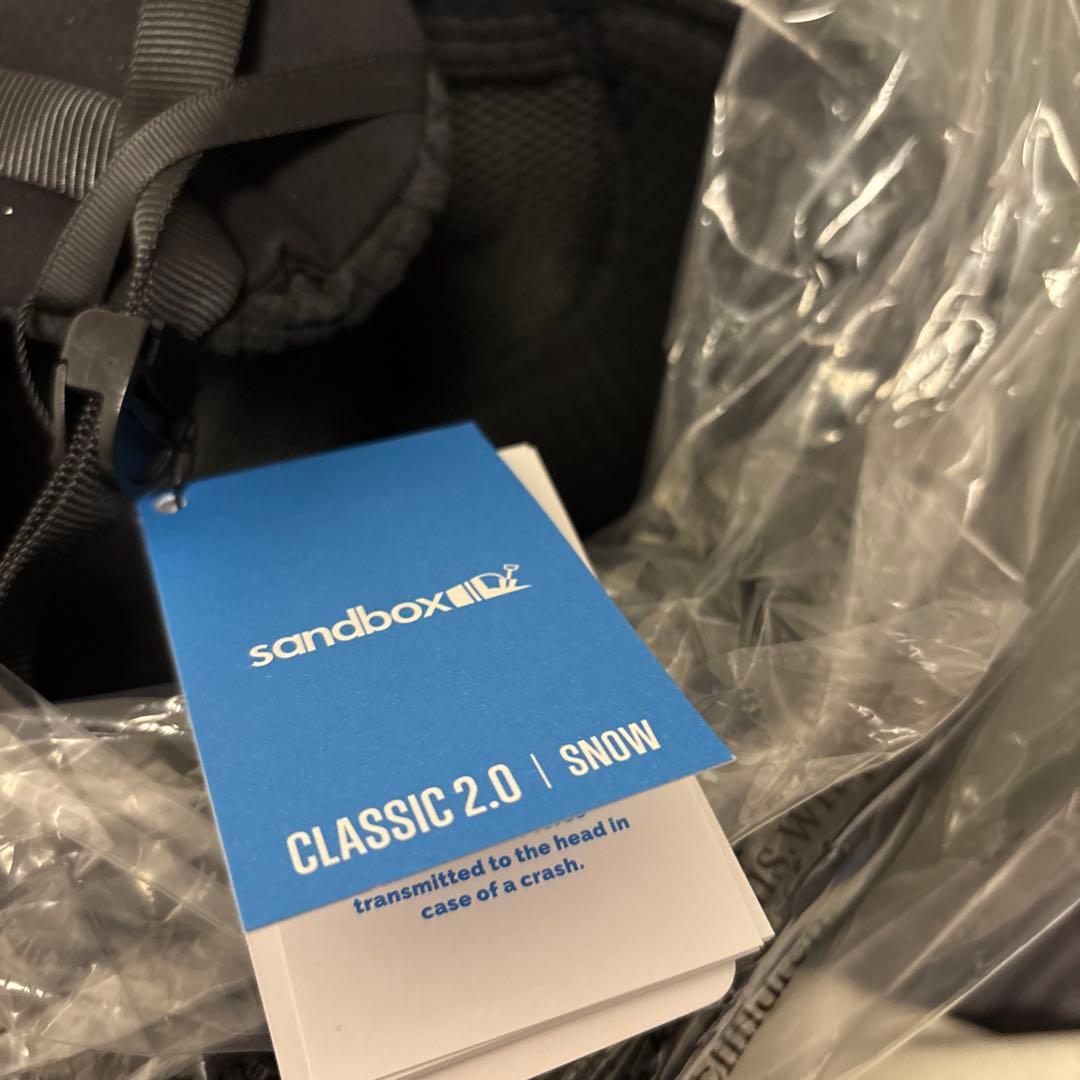 sandbox
CLASSIC 2.0 | SNOW
transmitted to the head in
case of a crash.